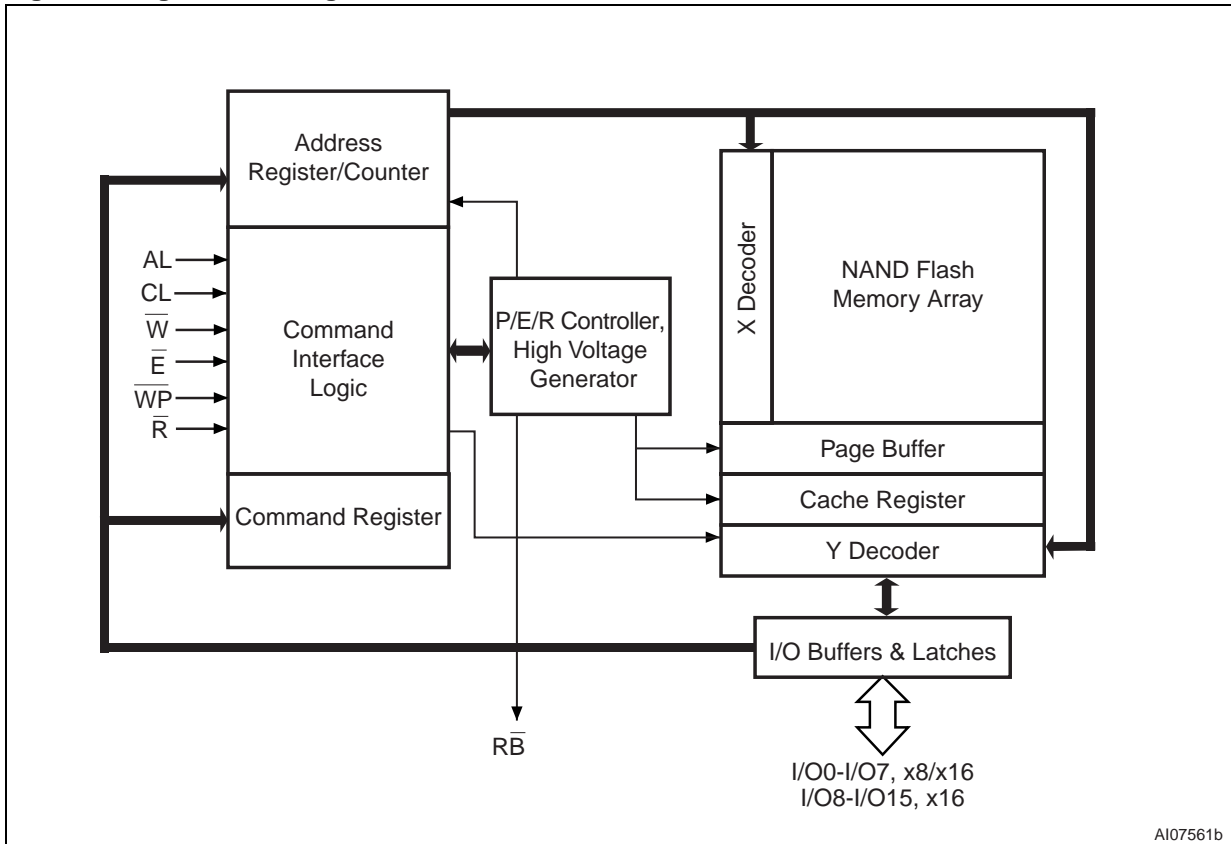 Address
Register/Counter
AL
CL
W̅
E̅
W̅P̅
R̅
Command
Interface
Logic
Command Register
P/E/R Controller,
High Voltage
Generator
RB̅
X Decoder
NAND Flash
Memory Array
Page Buffer
Cache Register
Y Decoder
I/O Buffers & Latches
I/O0-I/O7, x8/x16
I/O8-I/O15, x16
AI07561b